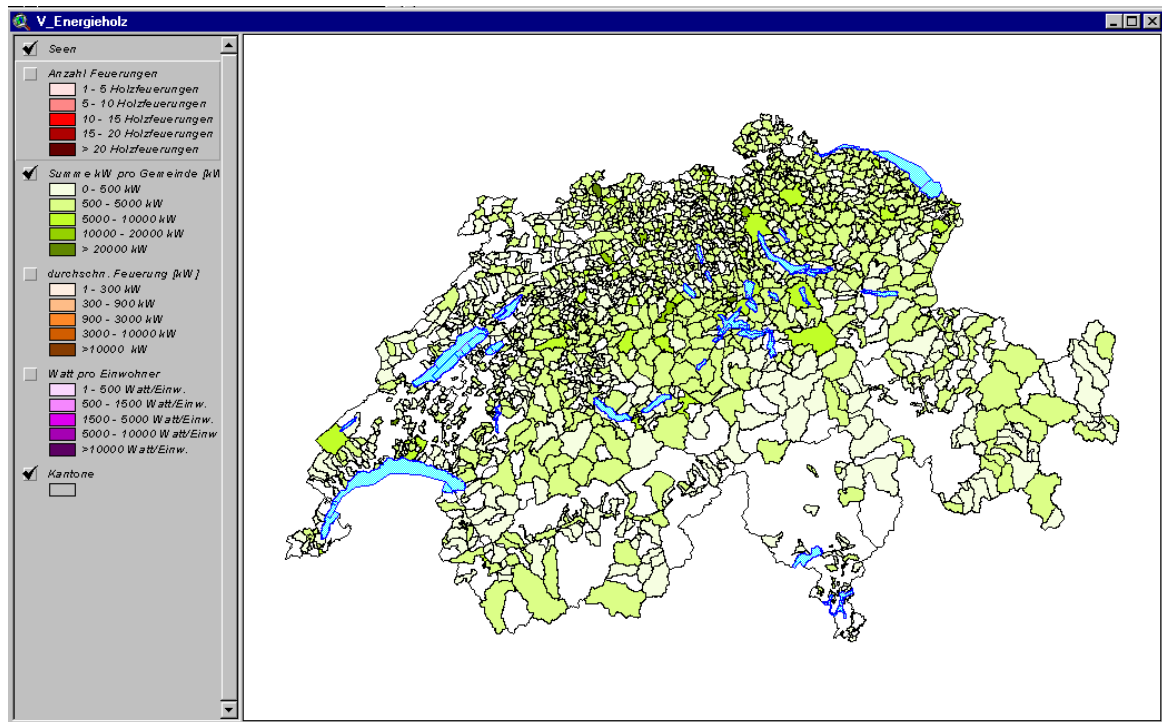 V_Energieholz
Seen
Anzahl Feuerungen
1 - 5 Holzfeuerungen
5 - 10 Holzfeuerungen
10 - 15 Holzfeuerungen
15 - 20 Holzfeuerungen
> 20 Holzfeuerungen
Summe kW pro Gemeinde [kW
0 - 500 kW
500 - 5000 kW
5000 - 10000 kW
10000 - 20000 kW
> 20000 kW
durchschn. Feuerung [kW]
1 - 300 kW
300 - 900 kW
900 - 3000 kW
3000 - 10000 kW
>10000 kW
Watt pro Einwohner
1 - 500 Watt/Einw.
500 - 1500 Watt/Einw.
1500 - 5000 Watt/Einw.
5000 - 10000 Watt/Einw
>10000 Watt/Einw.
Kantone